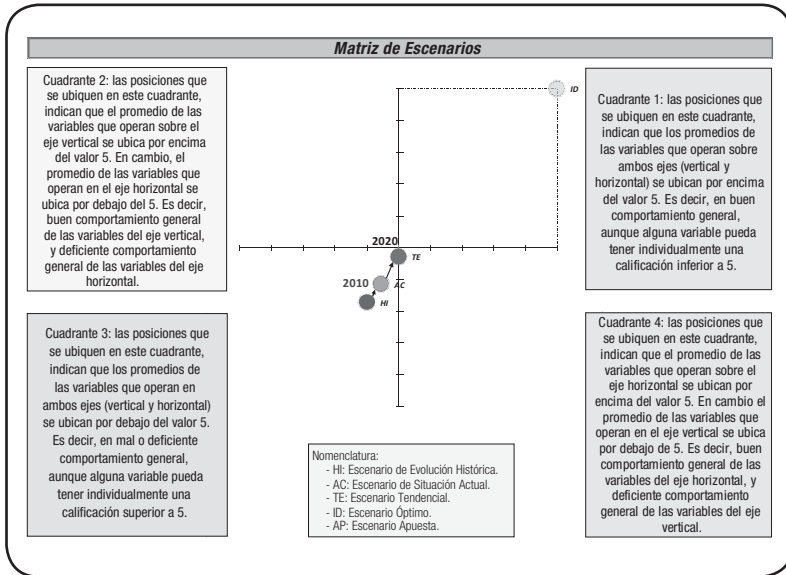 Matriz de Escenarios
Cuadrante 2: las posiciones que
se ubiquen en este cuadrante,
indican que el promedio de las
variables que operan sobre el
eje vertical se ubica por encima
del valor 5. En cambio, el
promedio de las variables que
operan en el eje horizontal se
ubica por debajo del 5. Es decir,
buen comportamiento general
de las variables del eje vertical,
y deficiente comportamiento
general de las variables del eje
horizontal.
ID
Cuadrante 1: las posiciones que
se ubiquen en este cuadrante,
indican que los promedios de
las variables que operan sobre
ambos ejes (vertical y
horizontal) se ubican por encima
del valor 5. Es decir, en buen
comportamiento general,
aunque alguna variable pueda
tener individualmente una
calificación inferior a 5.
2020
TE
2010
AC
HI
Cuadrante 3: las posiciones que
se ubiquen en este cuadrante,
indican que los promedios de
las variables que operan en
ambos ejes (vertical y horizontal)
se ubican por debajo del valor 5.
Es decir, en mal o deficiente
comportamiento general,
aunque alguna variable pueda
tener individualmente una
calificación superior a 5.
Cuadrante 4: las posiciones que
se ubiquen en este cuadrante,
indican que el promedio de las
variables que operan sobre el
eje horizontal se ubican por
encima del valor 5. En cambio el
promedio de las variables que
operan en el eje vertical se ubica
por debajo de 5. Es decir, buen
comportamiento general de las
variables del eje horizontal, y
deficiente comportamiento
general de las variables del eje
vertical.
Nomenclatura:
- HI: Escenario de Evolución Histórica.
- AC: Escenario de Situación Actual.
- TE: Escenario Tendencial.
- ID: Escenario Óptimo.
- AP: Escenario Apuesta.